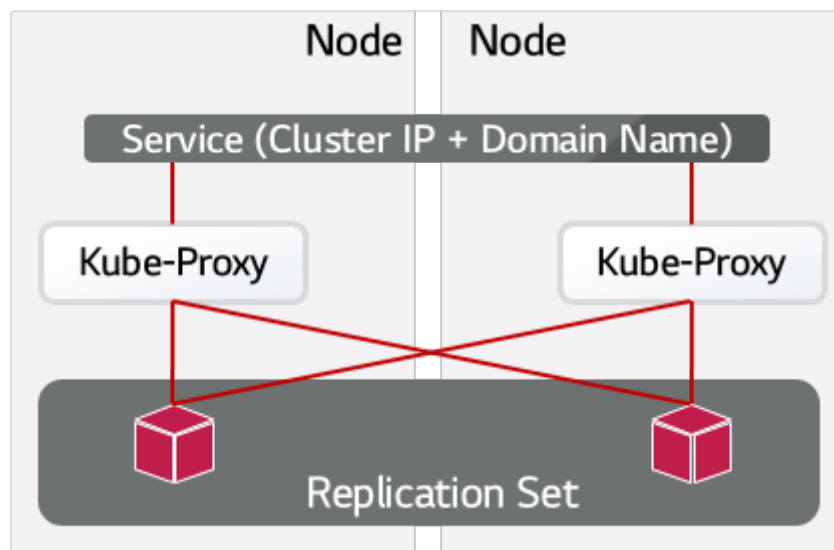 Node
Node
Service (Cluster IP + Domain Name)
Kube-Proxy
Kube-Proxy
Replication Set